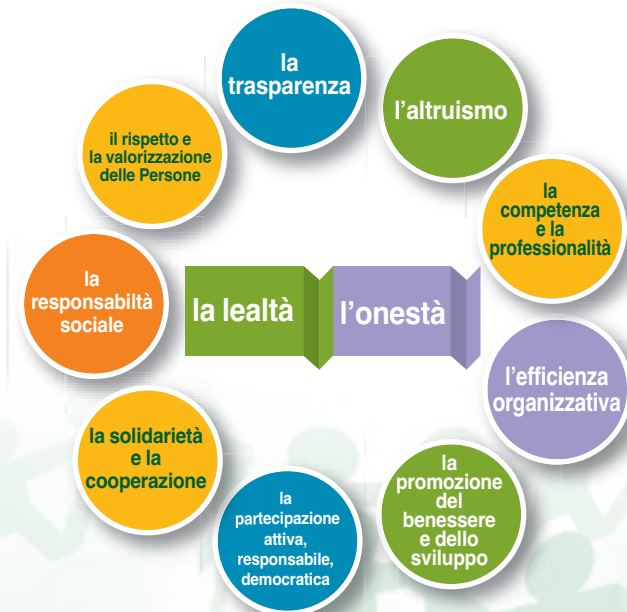 la
trasparenza
l'altruismo
il rispetto e
la valorizzazione
delle Persone
la
competenza
e la
professionalità
la
responsabiltà
sociale
la lealtà
l'onestà
l'efficienza
organizzativa
la solidarietà
e la
cooperazione
la
promozione
del
benessere
e dello
sviluppo
la
partecipazione
attiva,
responsabile,
democratica